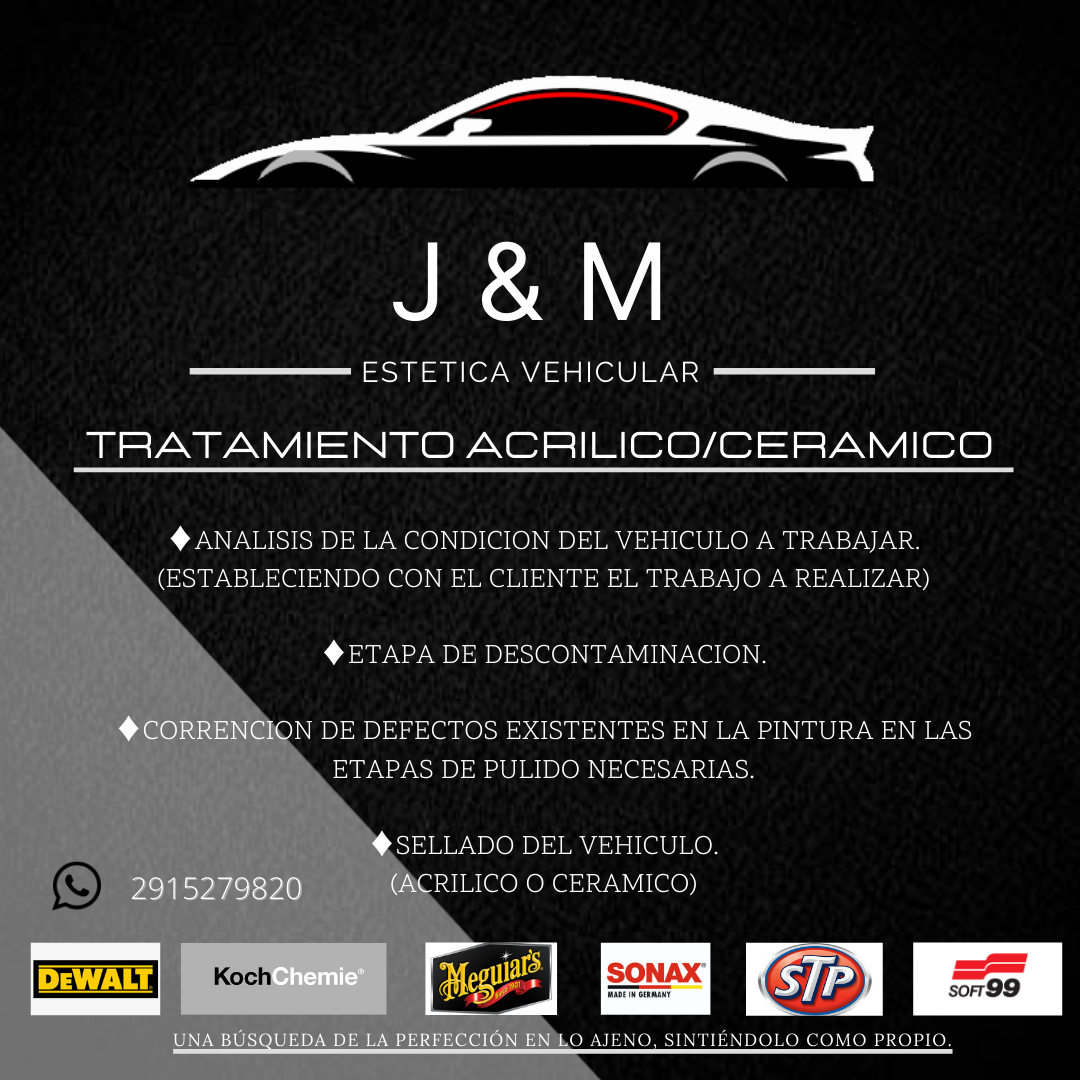 J & M
ESTETICA VEHICULAR
TRATAMIENTO ACRILICO/CERAMICO
♦ANALISIS DE LA CONDICION DEL VEHICULO A TRABAJAR.
(ESTABLECIENDO CON EL CLIENTE EL TRABAJO A REALIZAR)
♦ETAPA DE DESCONTAMINACION.
♦CORRENCION DE DEFECTOS EXISTENTES EN LA PINTURA EN LAS
ETAPAS DE PULIDO NECESARIAS.
♦SELLADO DEL VEHICULO.
(ACRILICO O CERAMICO)
2915279820
DEWALT
KochChemie®
Meguiar's
SINCE 1901
SONAX®
MADE IN GERMANY
STP
SOFT99
UNA BÚSQUEDA DE LA PERFECCIÓN EN LO AJENO, SINTIÉNDOLO COMO PROPIO.